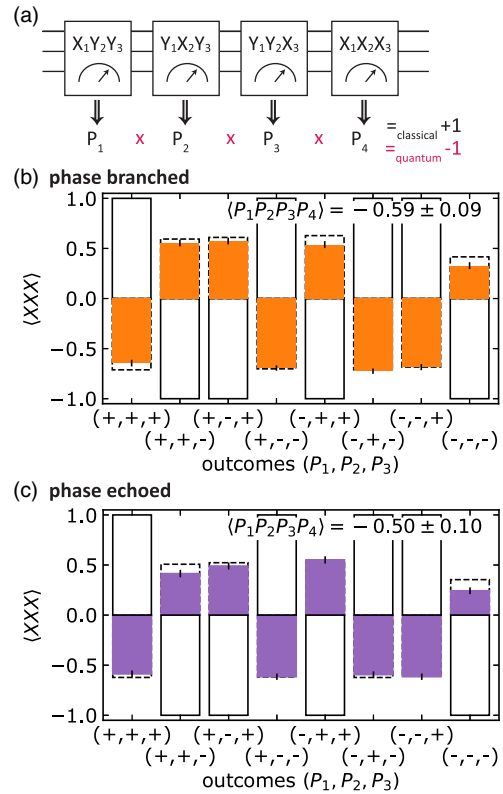 (a)
X₁Y₂Y₃ Y₁X₂Y₃ Y₁Y₂X₃ X₁X₂X₃
P₁ x P₂ x P₃ x P₄ =classical +1
=quantum -1
(b) phase branched
⟨P₁P₂P₃P₄⟩ = −0.59 ± 0.09
1.0
0.5
0.0
−0.5
−1.0
⟨XXX⟩
(+,+,+) (+,-,+) (-,+,+) (-,-,+)
(+,+,-) (+,-,-) (-,+,-) (-,-,-)
outcomes (P₁, P₂, P₃)
(c) phase echoed
⟨P₁P₂P₃P₄⟩ = −0.50 ± 0.10
1.0
0.5
0.0
−0.5
−1.0
⟨XXX⟩
(+,+,+) (+,-,+) (-,+,+) (-,-,+)
(+,+,-) (+,-,-) (-,+,-) (-,-,-)
outcomes (P₁, P₂, P₃)